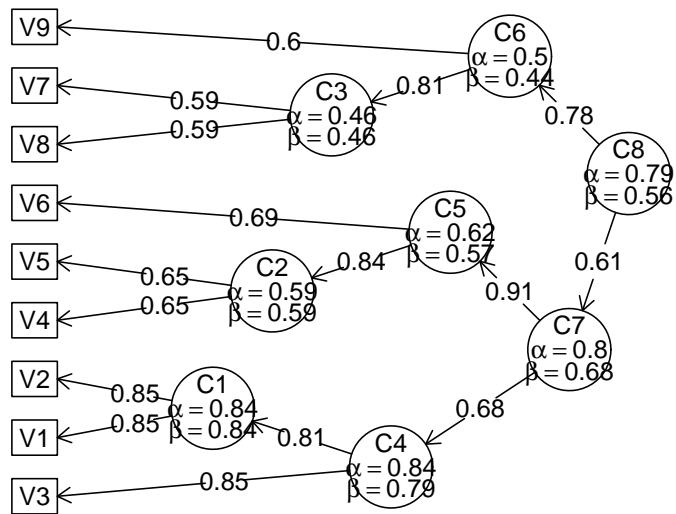 V9
0.6
C6
α = 0.5
β = 0.44
V7
0.59
0.81
C3
α = 0.46
β = 0.46
V8
0.59
0.78
C8
α = 0.79
β = 0.56
V6
0.69
C5
α = 0.62
β = 0.57
V5
0.65
0.84
C2
α = 0.59
β = 0.59
V4
0.65
0.61
0.91
C7
α = 0.8
β = 0.68
V2
0.85
C1
α = 0.84
β = 0.84
V1
0.85
0.81
0.68
C4
α = 0.84
β = 0.79
V3
0.85